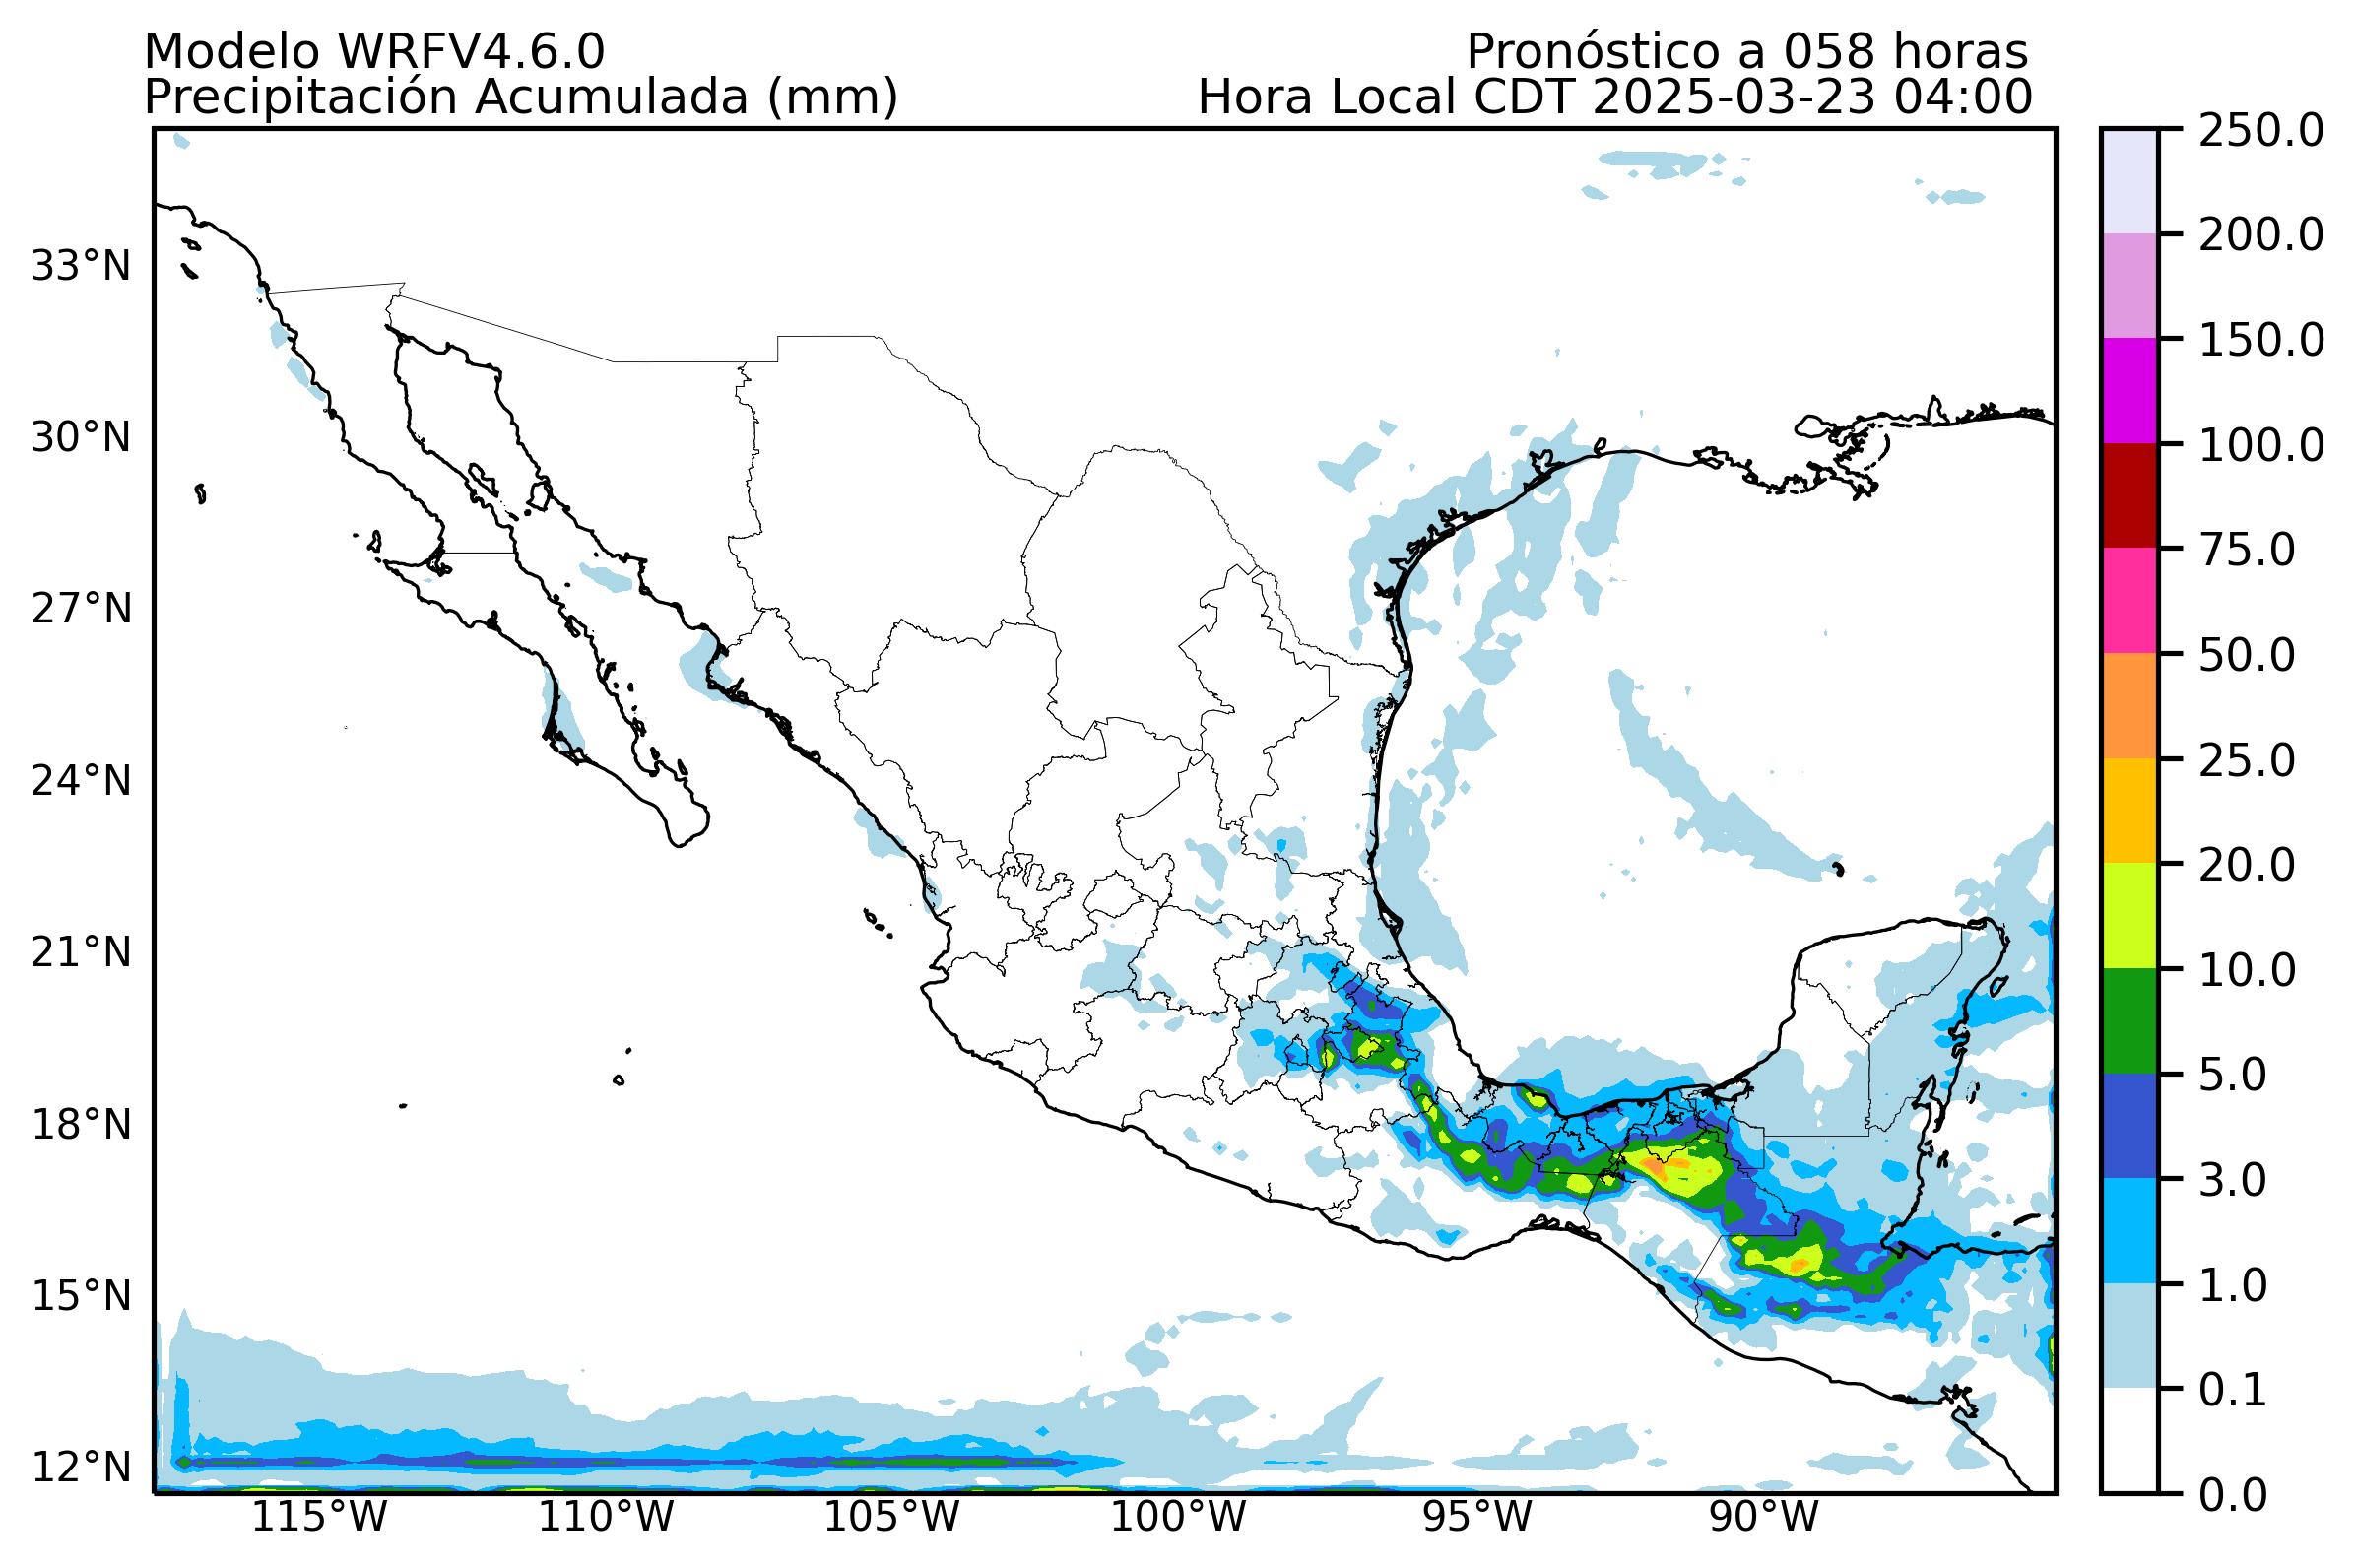 Modelo WRFV4.6.0
Pronóstico a 058 horas
Precipitación Acumulada (mm)
Hora Local CDT 2025-03-23 04:00
33°N
30°N
27°N
24°N
21°N
18°N
15°N
12°N
115°W
110°W
105°W
100°W
95°W
90°W
250.0
200.0
150.0
100.0
75.0
50.0
25.0
20.0
10.0
5.0
3.0
1.0
0.1
0.0